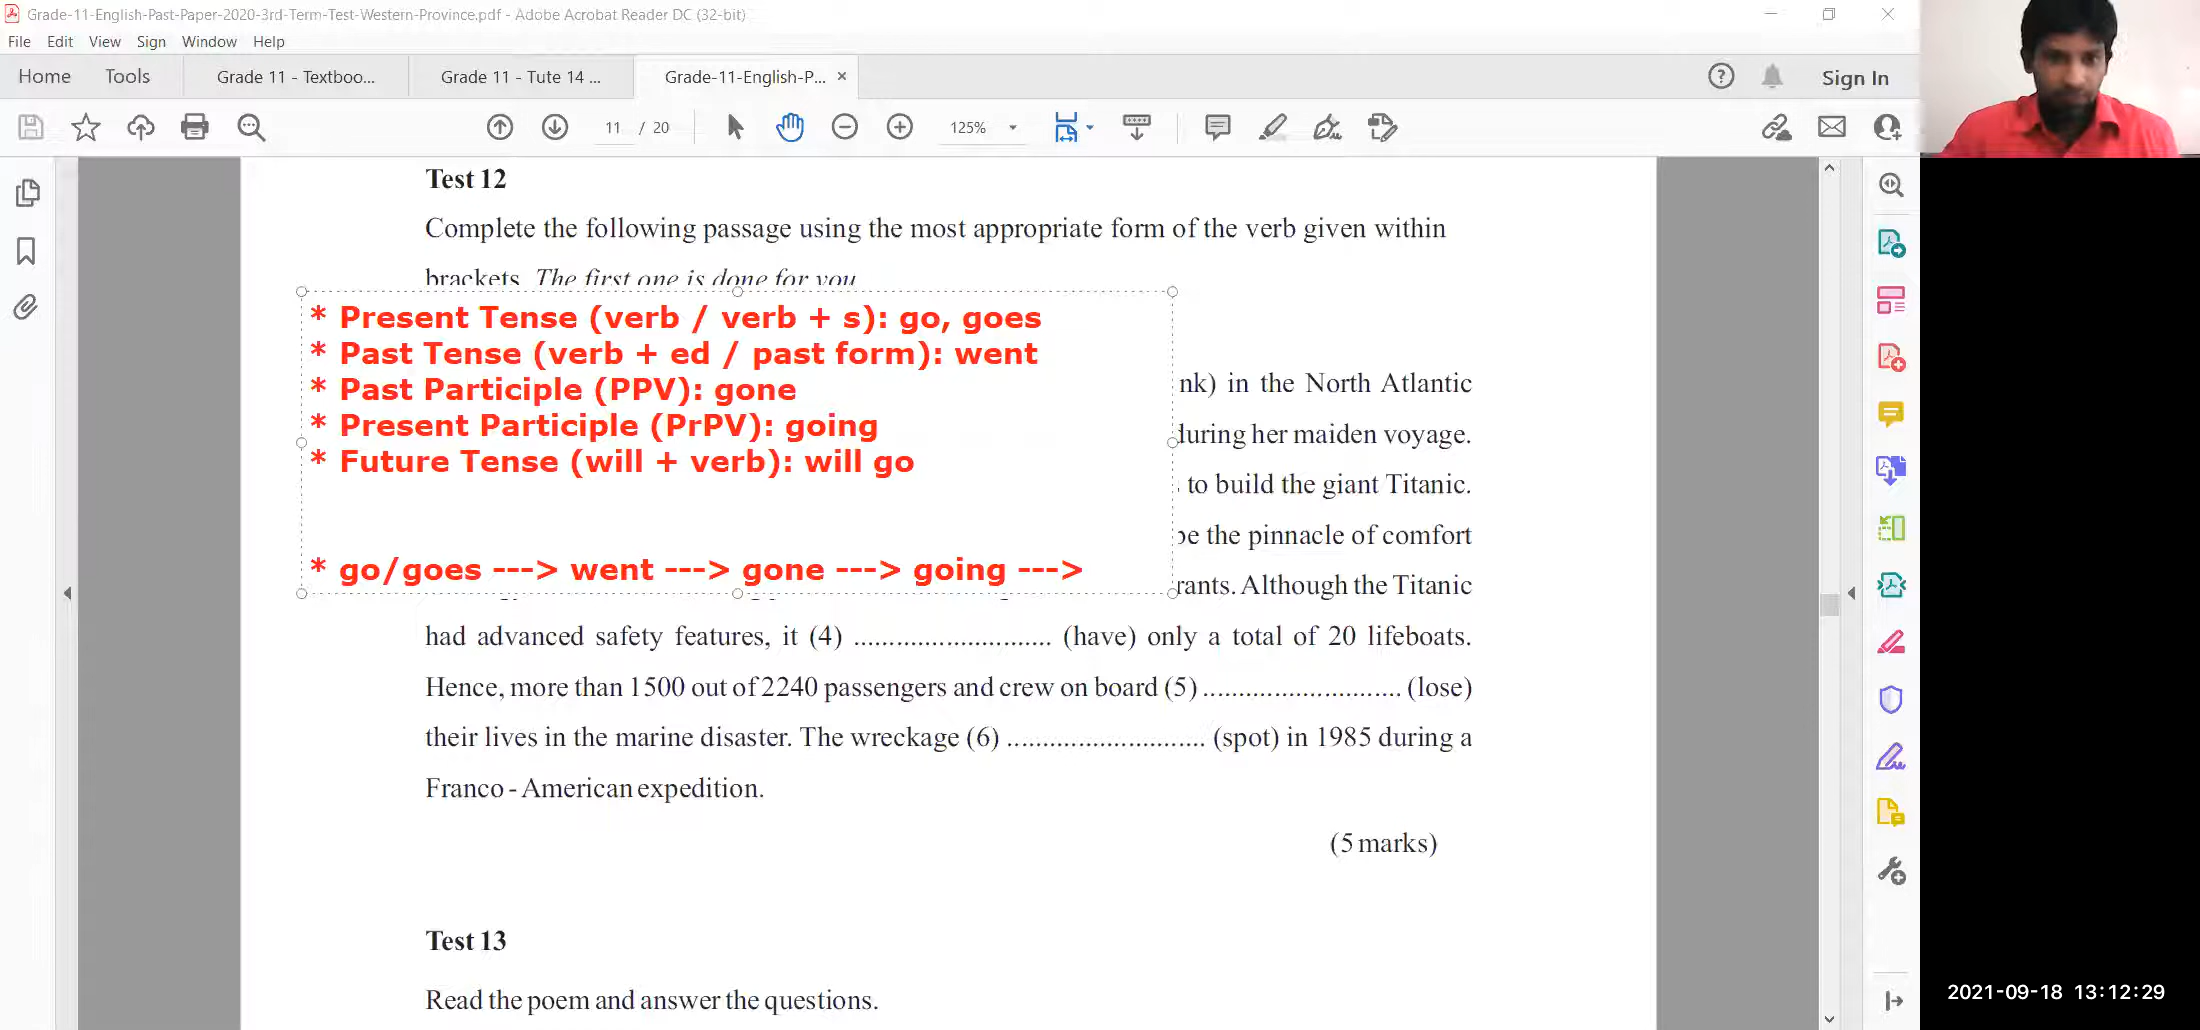 Grade-11-English-Past-Paper-2020-3rd-Term-Test-Western-Province.pdf - Adobe Acrobat Reader DC (32-bit)
File Edit View Sign Window Help
Home Tools Grade 11 - Textboo... Grade 11 - Tute 14 ... Grade-11-English-P... × Sign In
11 / 20 125%
Test 12
Complete the following passage using the most appropriate form of the verb given within
brackets. The first one is done for you
* Present Tense (verb / verb + s): go, goes
* Past Tense (verb + ed / past form): went
* Past Participle (PPV): gone
nk) in the North Atlantic
* Present Participle (PrPV): going
during her maiden voyage.
* Future Tense (will + verb): will go
to build the giant Titanic.
be the pinnacle of comfort
* go/goes ---> went ---> gone ---> going --->
rants. Although the Titanic
had advanced safety features, it (4) ............................ (have) only a total of 20 lifeboats.
Hence, more than 1500 out of 2240 passengers and crew on board (5) ............................ (lose)
their lives in the marine disaster. The wreckage (6) ............................ (spot) in 1985 during a
Franco - American expedition.
(5 marks)
Test 13
Read the poem and answer the questions.
2021-09-18 13:12:29